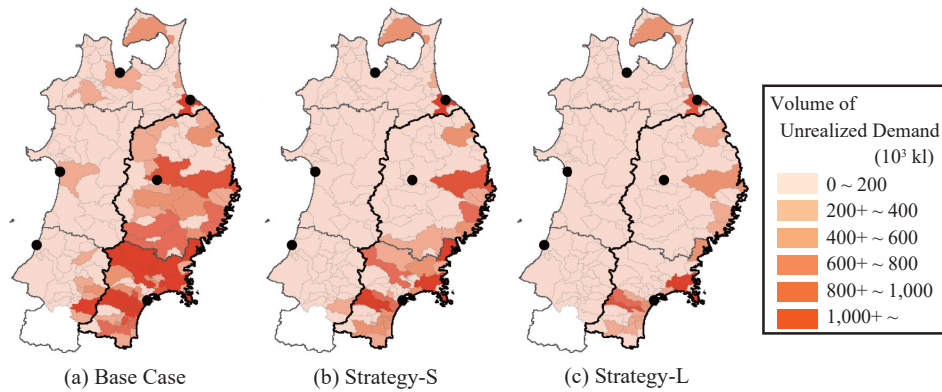 Volume of
Unrealized Demand
(10³ kl)
0 ~ 200
200+ ~ 400
400+ ~ 600
600+ ~ 800
800+ ~ 1,000
1,000+ ~
(a) Base Case
(b) Strategy-S
(c) Strategy-L